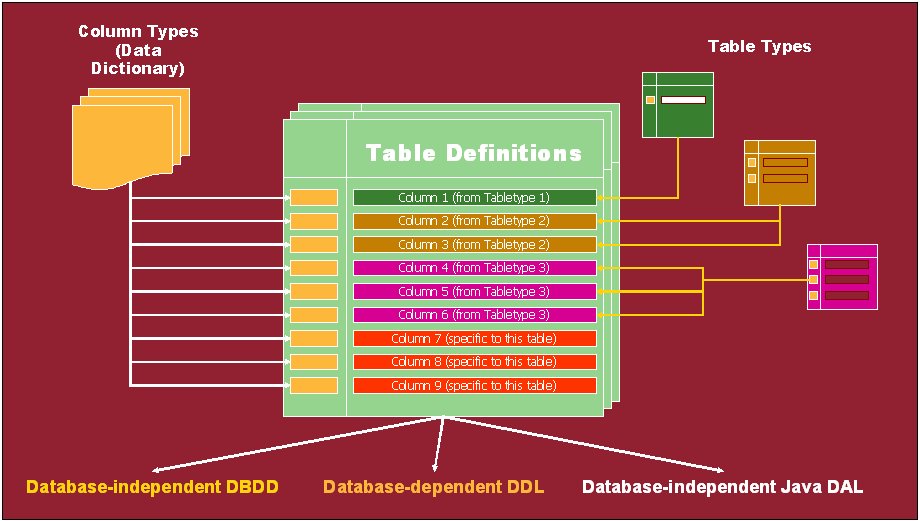 Column Types
(Data
Dictionary)
Table Types
Table Definitions
Column 1 (from Tabletype 1)
Column 2 (from Tabletype 2)
Column 3 (from Tabletype 2)
Column 4 (from Tabletype 3)
Column 5 (from Tabletype 3)
Column 6 (from Tabletype 3)
Column 7 (specific to this table)
Column 8 (specific to this table)
Column 9 (specific to this table)
Database-independent DBDD
Database-dependent DDL
Database-independent Java DAL